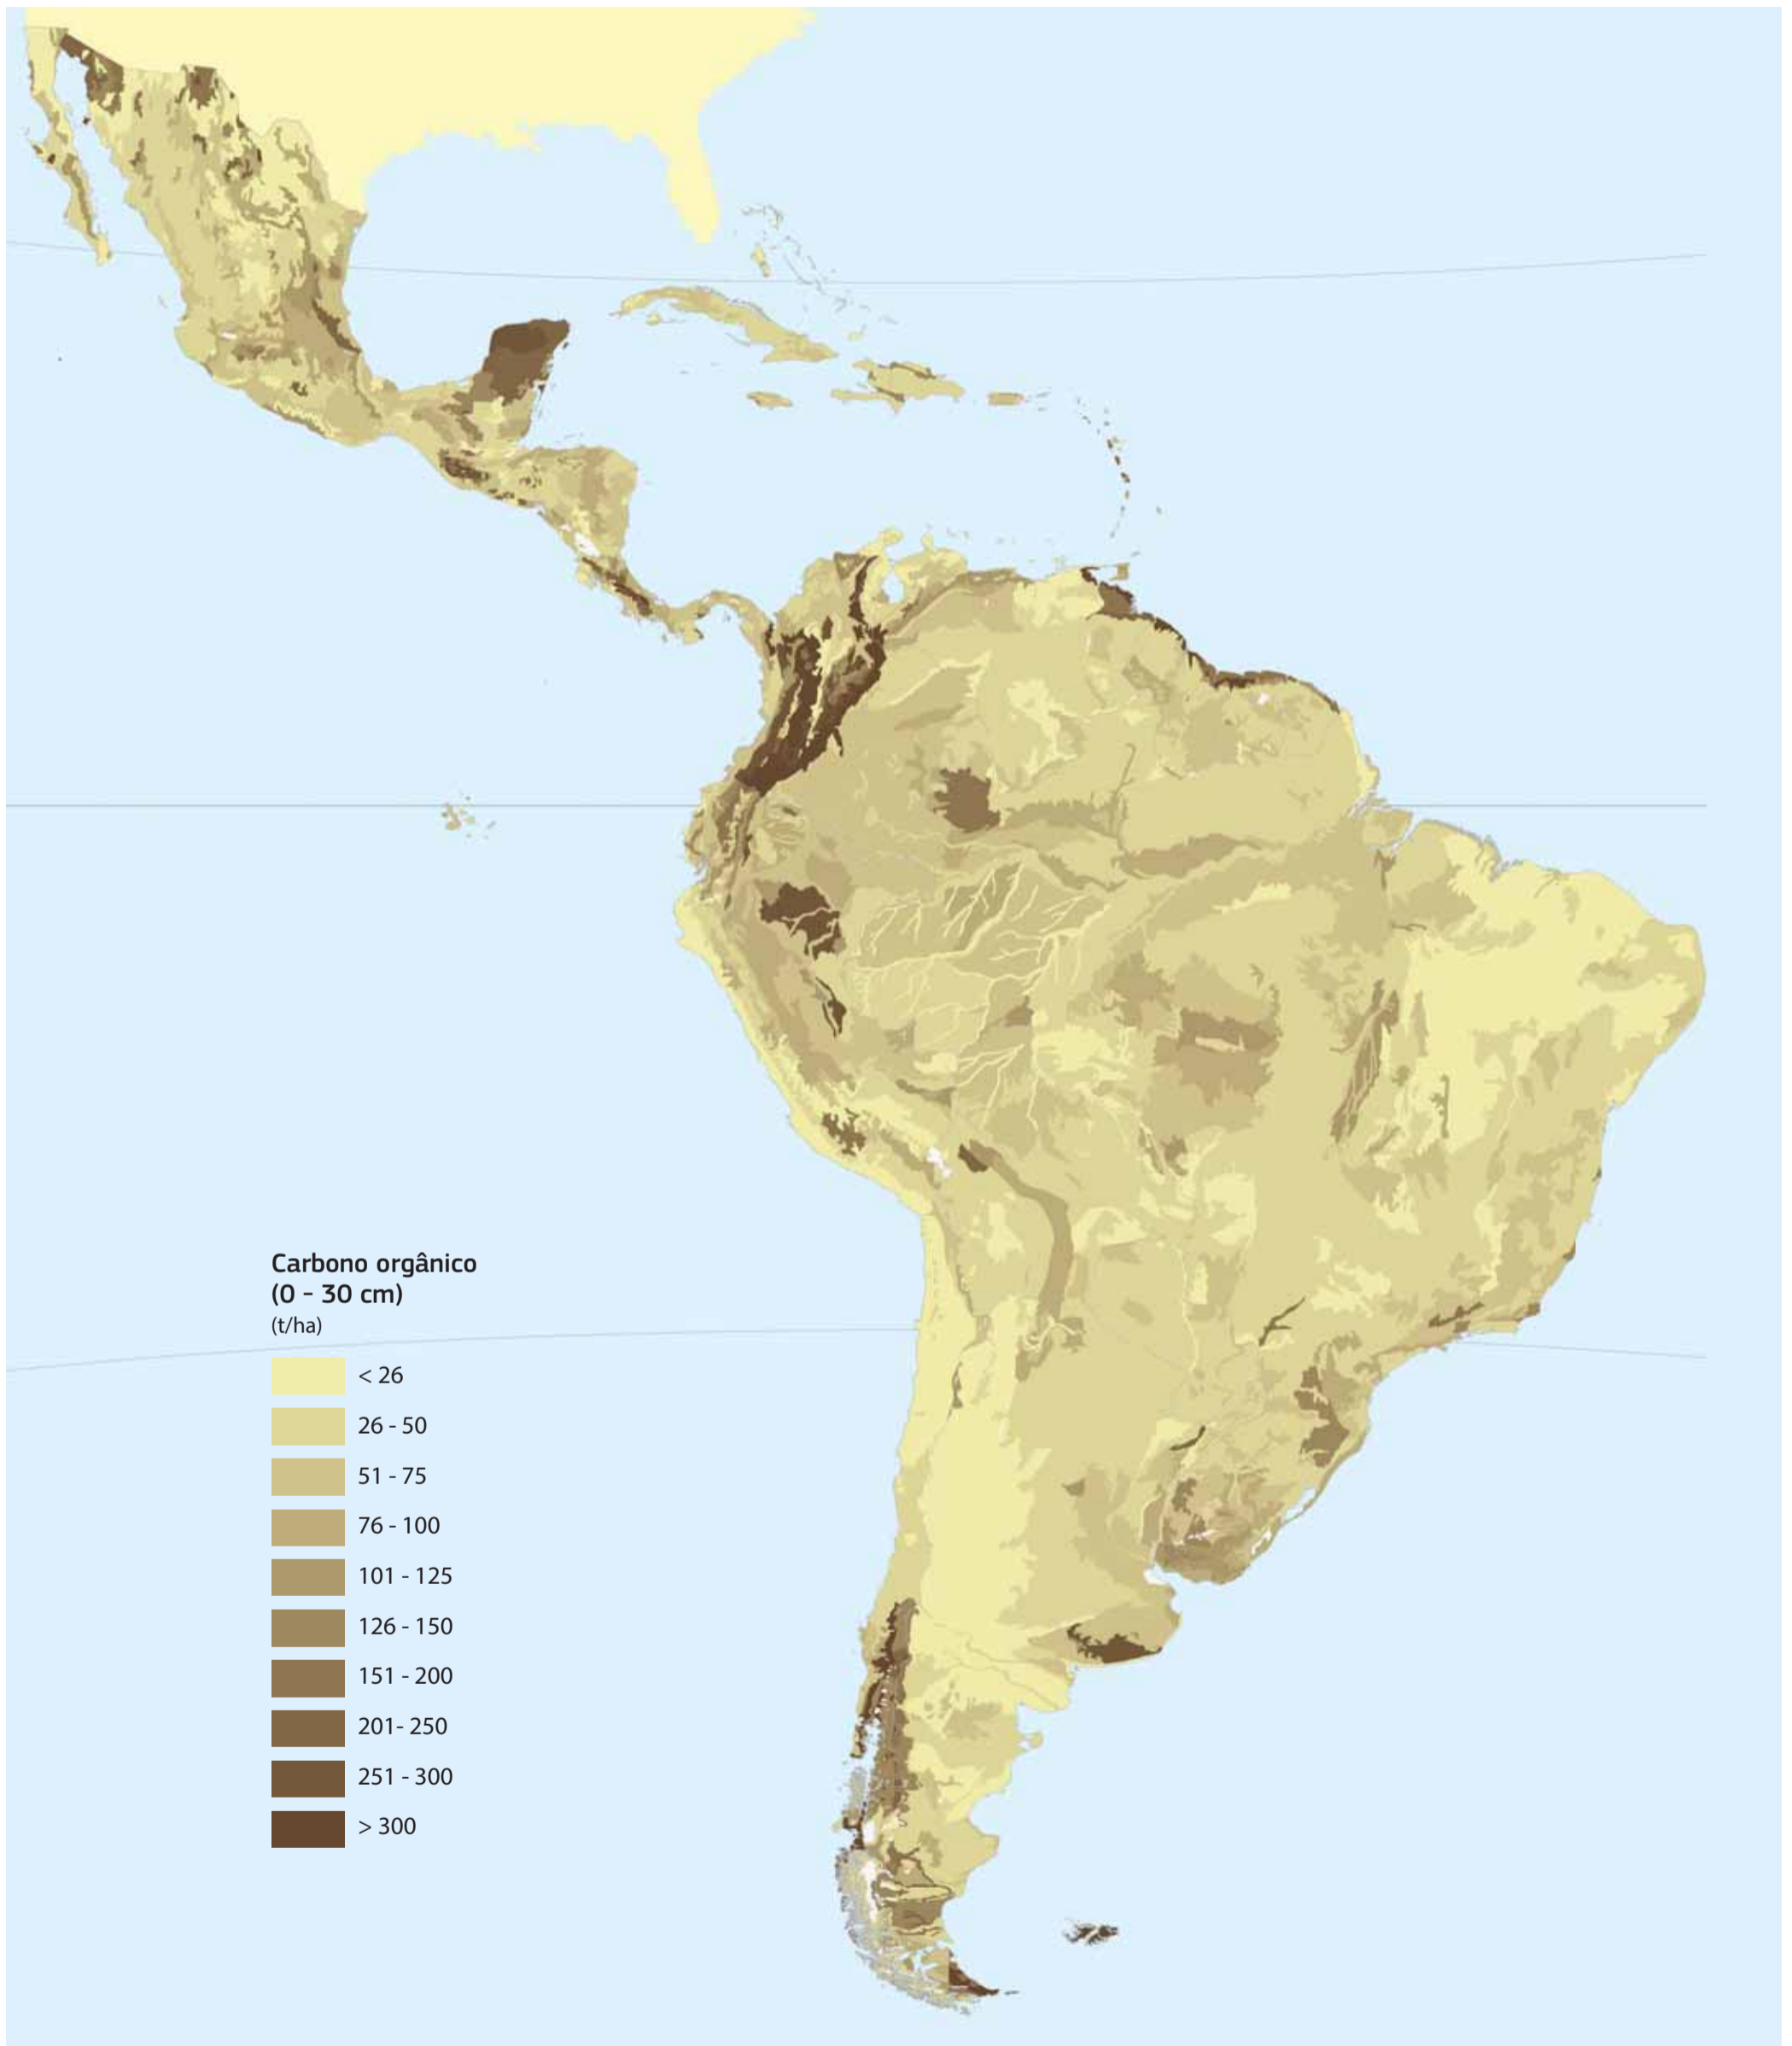 Carbono orgânico
(0 - 30 cm)
(t/ha)
< 26
26 - 50
51 - 75
76 - 100
101 - 125
126 - 150
151 - 200
201- 250
251 - 300
> 300